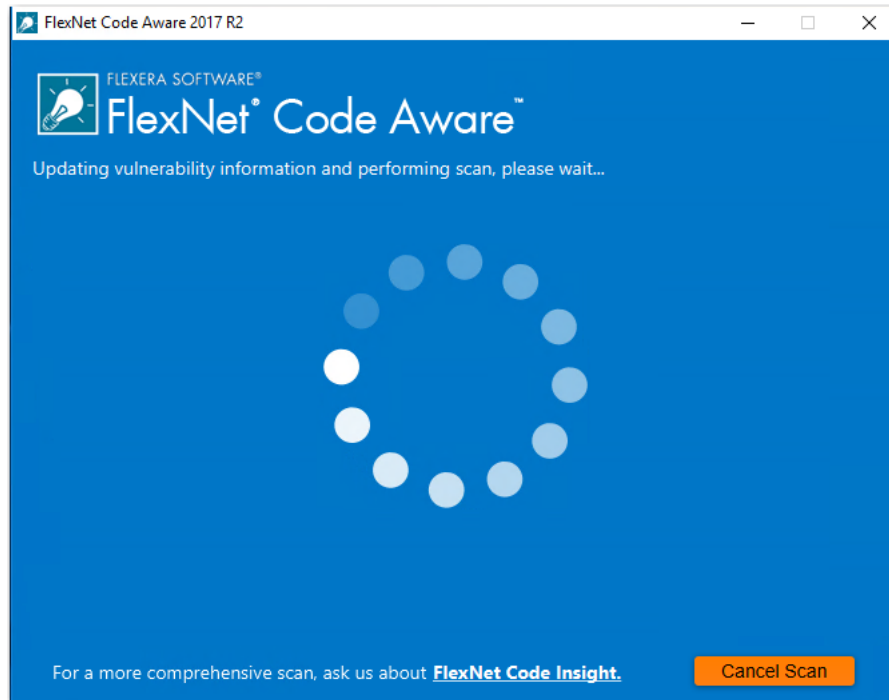 FlexNet Code Aware 2017 R2
FLEXERA SOFTWARE®
FlexNet® Code Aware™
Updating vulnerability information and performing scan, please wait...
For a more comprehensive scan, ask us about FlexNet Code Insight.
Cancel Scan